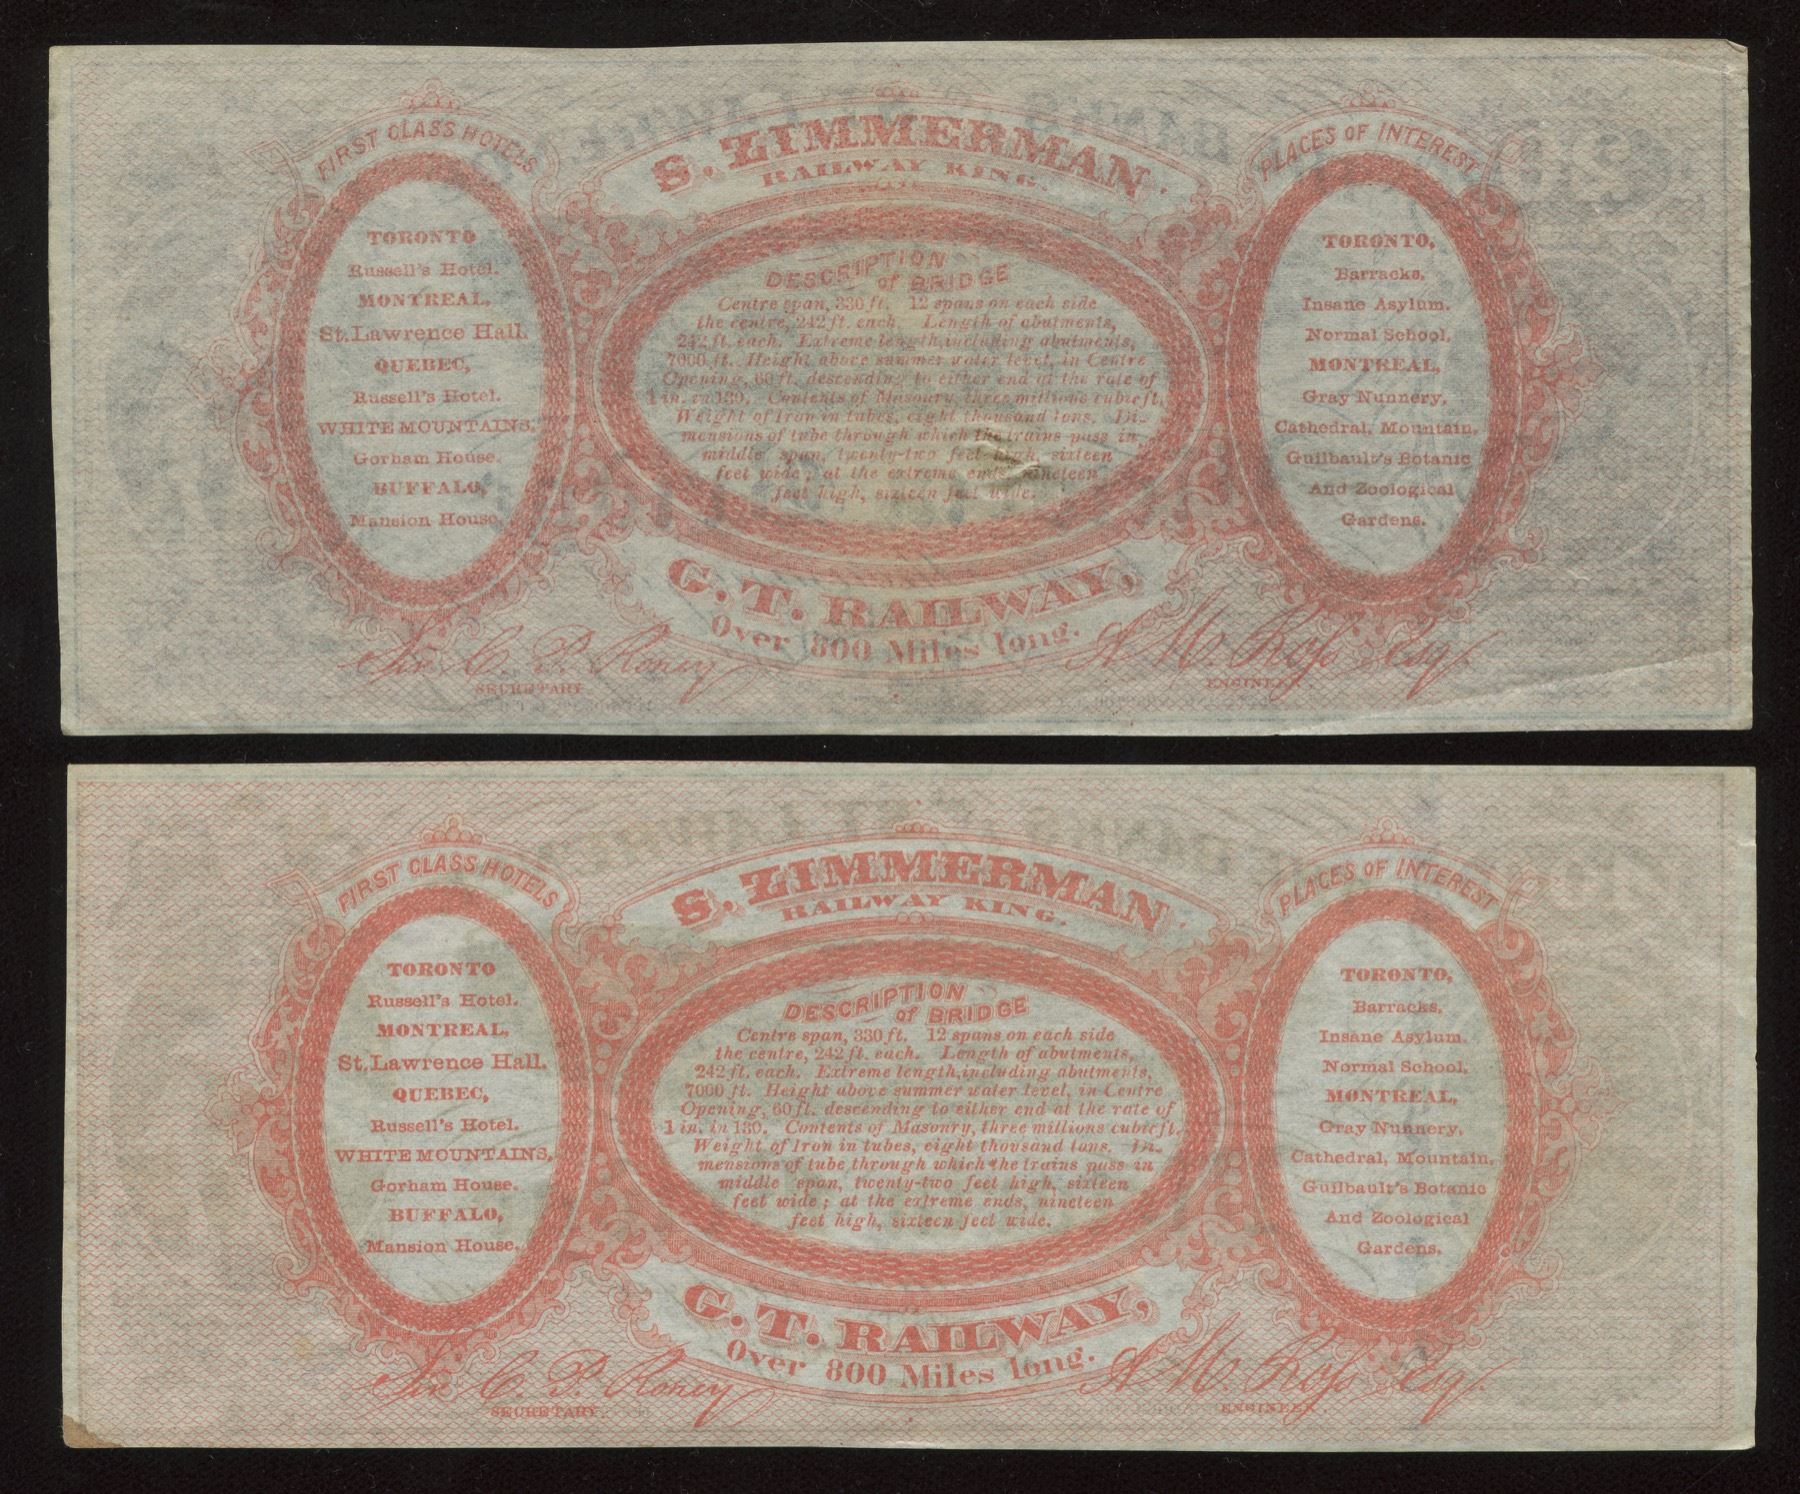 FIRST CLASS HOTELS
TORONTO
Russell's Hotel.
MONTREAL,
St. Lawrence Hall.
QUEBEC,
Russell's Hotel.
WHITE MOUNTAINS.
Gorham House.
BUFFALO,
Mansion House.
S. ZIMMERMAN.
RAILWAY KING.
DESCRIPTION
of BRIDGE
Centre span, 330 ft. 12 spans on each side
the centre, 242 ft. each. Length of abutments,
242 ft. each. Extreme length, including abutments,
7000 ft. Height above summer water level, in Centre
Opening, 60 ft. descending to either end at the rate of
1 in. in 130. Contents of Masonry, three millions cubic ft.
Weight of Iron in tubes, eight thousand tons. Di-
mensions of tube through which the trains pass in
middle span, twenty-two feet high, sixteen
feet wide; at the extreme ends, nineteen
feet high, sixteen feet wide.
G. T. RAILWAY,
Over 800 Miles long.
PLACES OF INTEREST
TORONTO,
Barracks,
Insane Asylum.
Normal School,
MONTREAL,
Gray Nunnery,
Cathedral, Mountain,
Guilbault's Botanic
And Zoological
Gardens.
Sir C. P. Roney
SECRETARY
A. M. Ross Esq.
ENGINEER
FIRST CLASS HOTELS
TORONTO
Russell's Hotel.
MONTREAL,
St. Lawrence Hall.
QUEBEC,
Russell's Hotel.
WHITE MOUNTAINS,
Gorham House.
BUFFALO,
Mansion House.
S. ZIMMERMAN.
RAILWAY KING.
DESCRIPTION
of BRIDGE
Centre span, 330 ft. 12 spans on each side
the centre, 242 ft. each. Length of abutments,
242 ft. each. Extreme length, including abutments,
7000 ft. Height above summer water level, in Centre
Opening, 60 ft. descending to either end at the rate of
1 in. in 130. Contents of Masonry, three millions cubic ft.
Weight of Iron in tubes, eight thousand tons. Di-
mensions of tube through which the trains pass in
middle span, twenty-two feet high, sixteen
feet wide; at the extreme ends, nineteen
feet high, sixteen feet wide.
G. T. RAILWAY,
Over 800 Miles long.
PLACES OF INTEREST
TORONTO,
Barracks,
Insane Asylum.
Normal School,
MONTREAL,
Gray Nunnery,
Cathedral, Mountain,
Guilbault's Botanic
And Zoological
Gardens.
Sir C. P. Roney
SECRETARY
A. M. Ross Esq.
ENGINEER